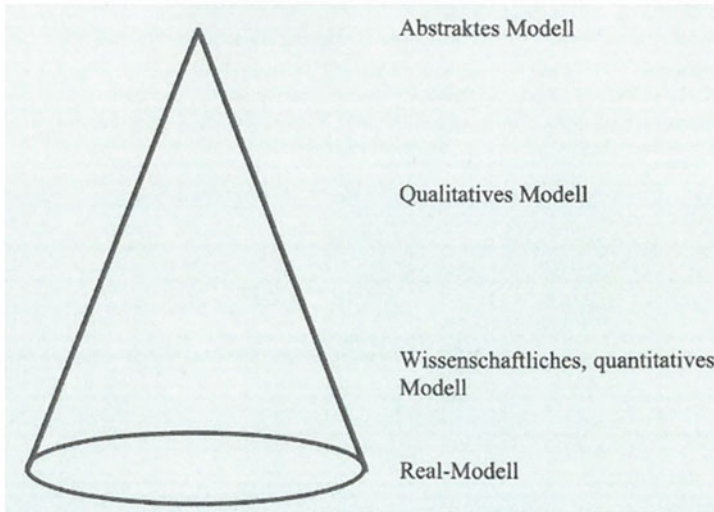 Abstraktes Modell
Qualitatives Modell
Wissenschaftliches, quantitatives
Modell
Real-Modell